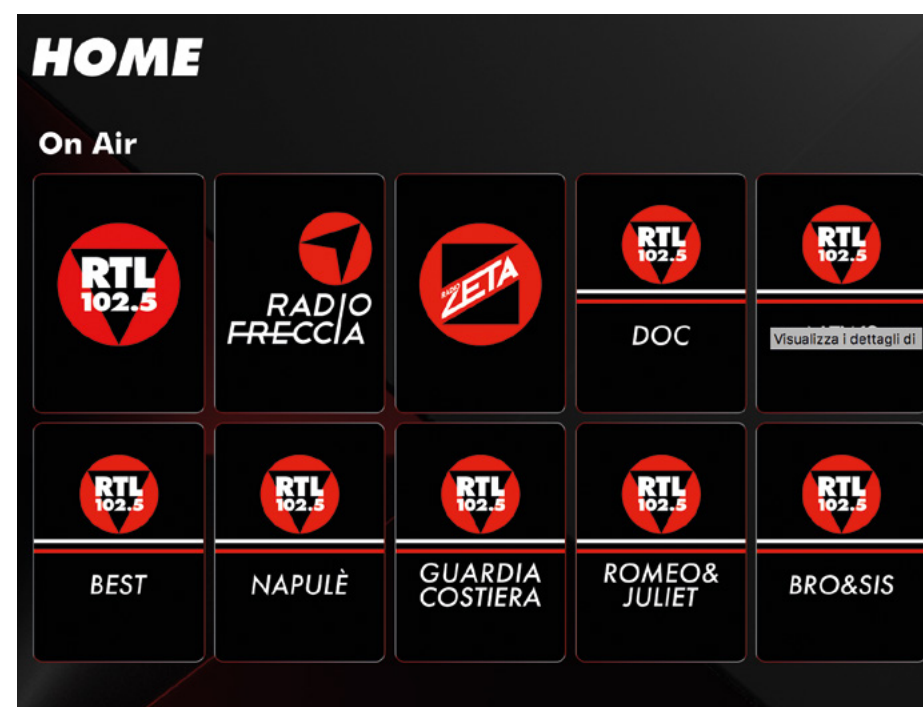 HOME
On Air
RTL
102.5
RADIO
FRECCIA
RADIO
ZETA
RTL
102.5
DOC
RTL
102.5
Visualizza i dettagli di
RTL
102.5
BEST
RTL
102.5
NAPULÈ
RTL
102.5
GUARDIA
COSTIERA
RTL
102.5
ROMEO&
JULIET
RTL
102.5
BRO&SIS